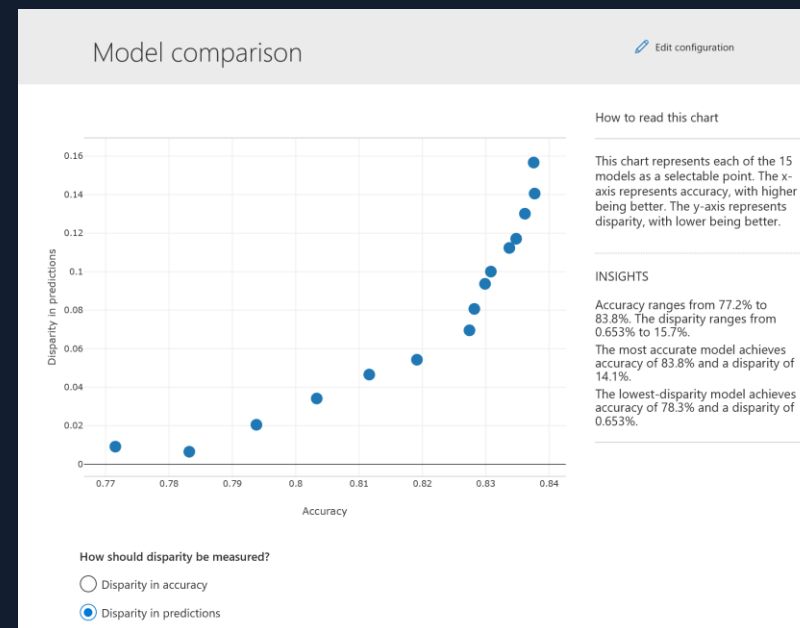 Model comparison
Edit configuration
How to read this chart
This chart represents each of the 15
models as a selectable point. The x-
axis represents accuracy, with higher
being better. The y-axis represents
disparity, with lower being better.
INSIGHTS
Accuracy ranges from 77.2% to
83.8%. The disparity ranges from
0.653% to 15.7%.
The most accurate model achieves
accuracy of 83.8% and a disparity of
14.1%.
The lowest-disparity model achieves
accuracy of 78.3% and a disparity of
0.653%.
Disparity in predictions
0.16
0.14
0.12
0.1
0.08
0.06
0.04
0.02
0
0.77 0.78 0.79 0.8 0.81 0.82 0.83 0.84
Accuracy
How should disparity be measured?
Disparity in accuracy
Disparity in predictions